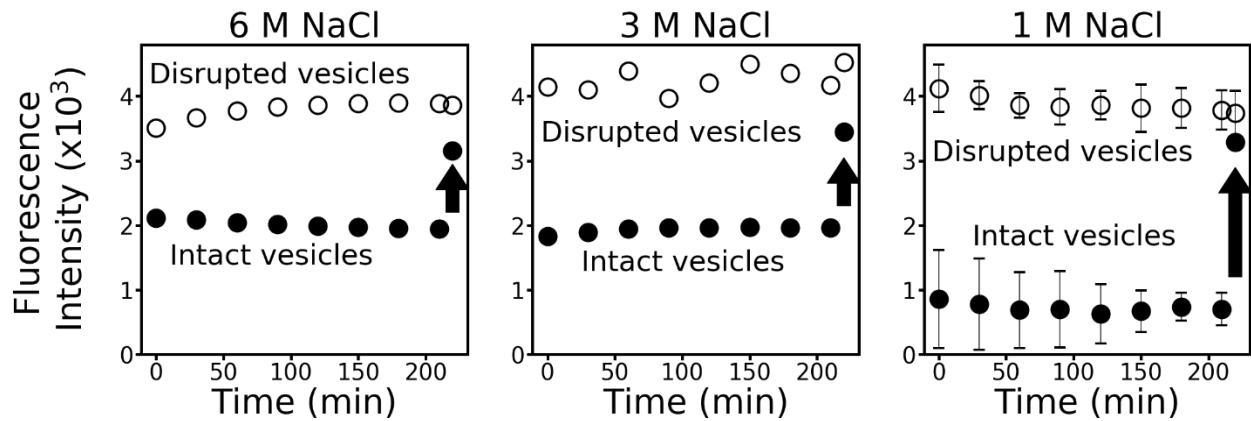 6 M NaCl
3 M NaCl
1 M NaCl
Fluorescence
Intensity (x10³)
4
3
2
1
0
Disrupted vesicles
Intact vesicles
0 50 100 150 200
Time (min)
4
3
2
1
0
Disrupted vesicles
Intact vesicles
0 50 100 150 200
Time (min)
4
3
2
1
0
Disrupted vesicles
Intact vesicles
0 50 100 150 200
Time (min)